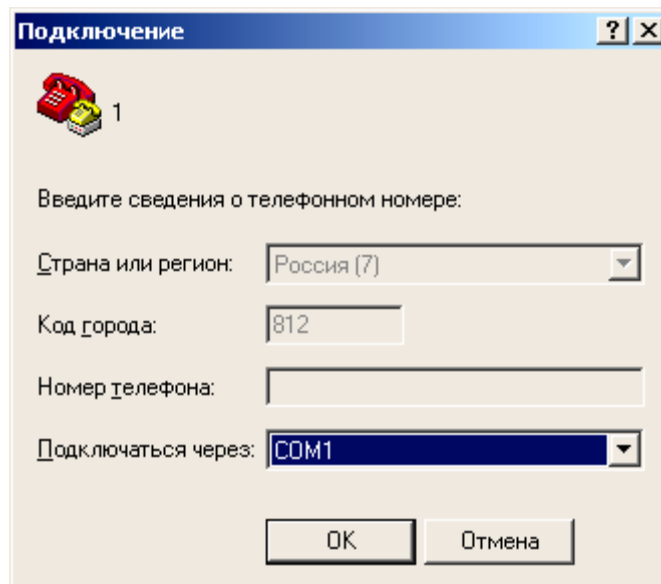 Подключение
1
Введите сведения о телефонном номере:
Страна или регион: Россия (7)
Код города: 812
Номер телефона:
Подключаться через: COM1
OK Отмена